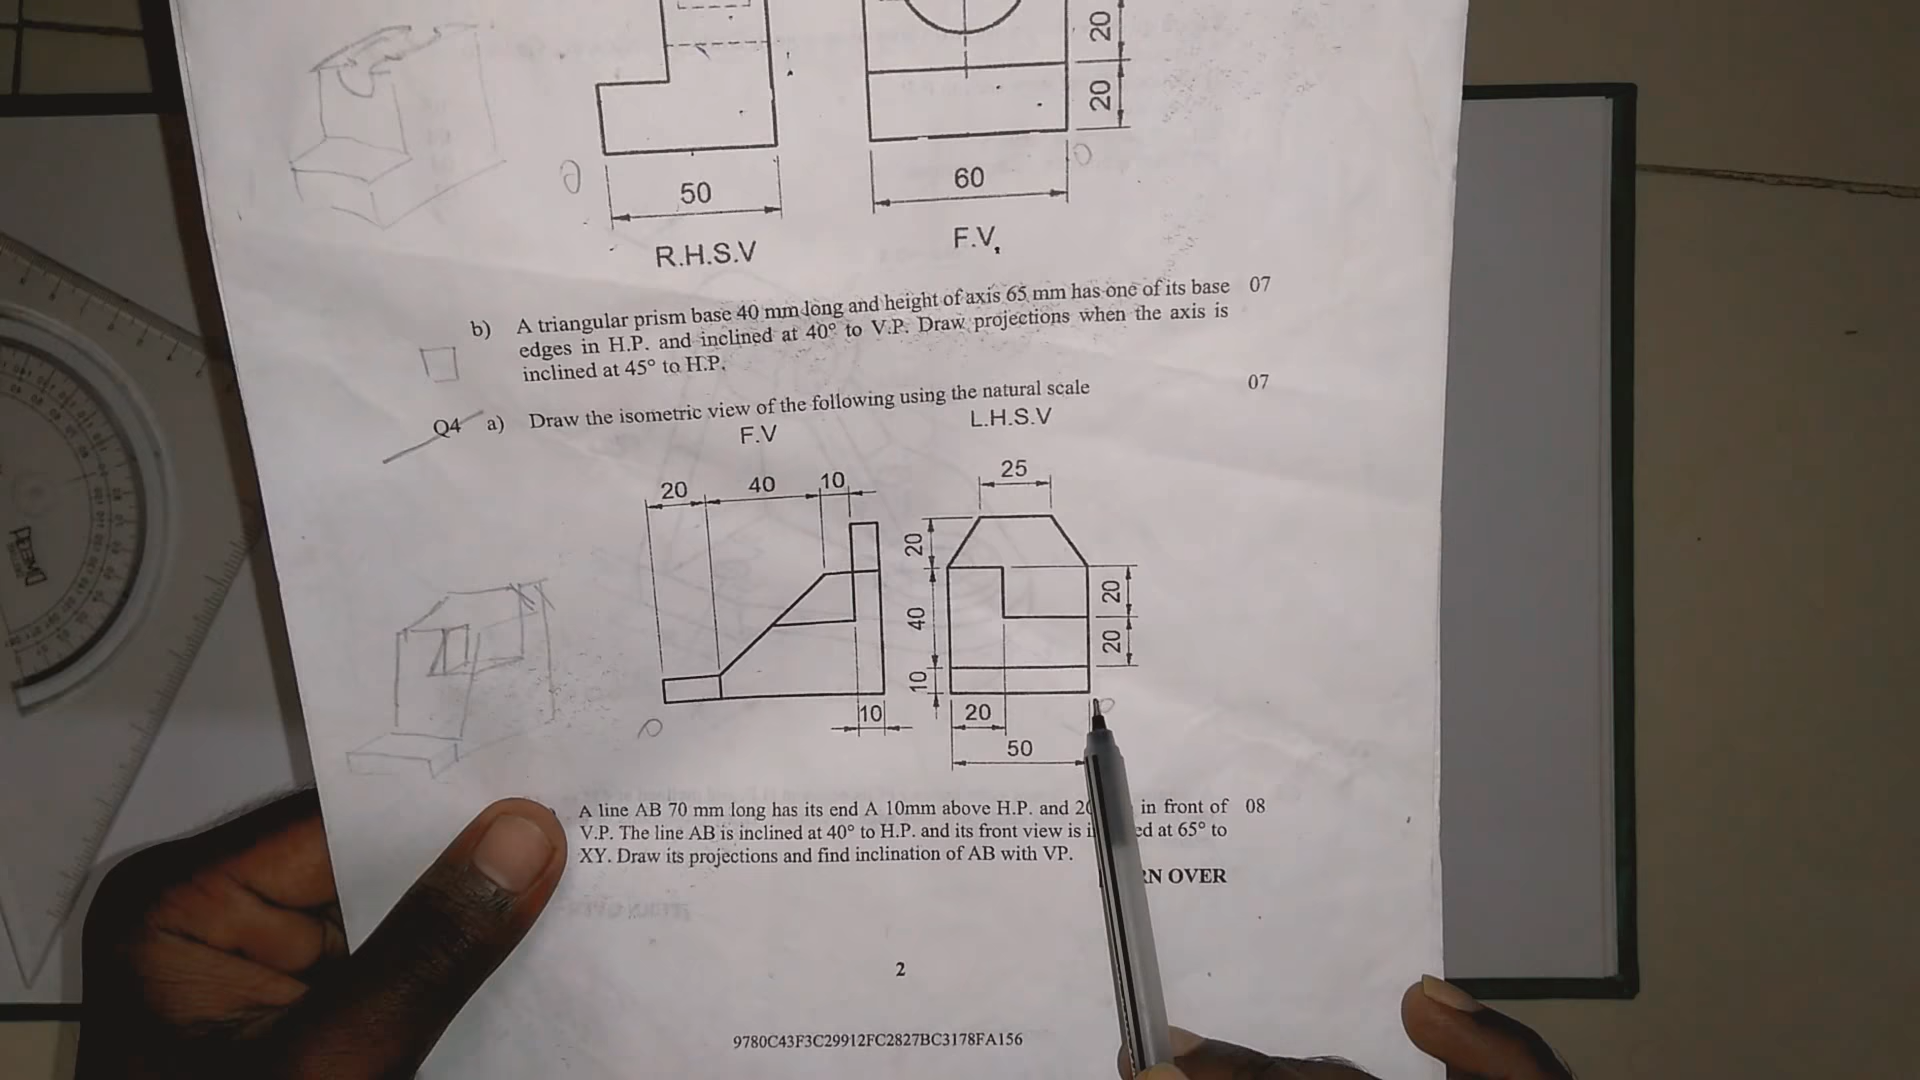 20
20
50
60
R.H.S.V
F.V.
b) A triangular prism base 40 mm long and height of axis 65 mm has one of its base 07
edges in H.P. and inclined at 40° to V.P. Draw projections when the axis is
inclined at 45° to H.P.
Q4 a) Draw the isometric view of the following using the natural scale 07
F.V L.H.S.V
20 40 10 25
20
40
10
20
20
10 20
50
A line AB 70 mm long has its end A 10mm above H.P. and in front of 08
V.P. The line AB is inclined at 40° to H.P. and its front view is at 65° to
XY. Draw its projections and find inclination of AB with VP.
OVER
2
9780C43F3C29912FC2827BC3178FA156